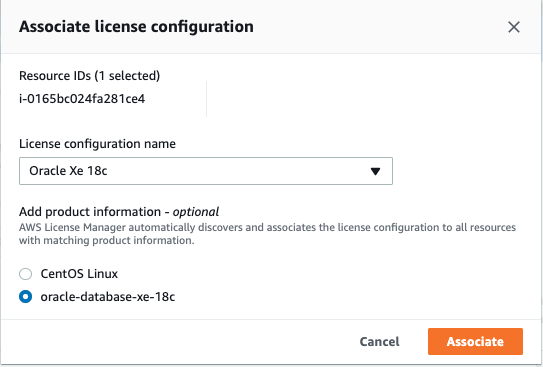 Associate license configuration
Resource IDs (1 selected)
i-0165bc024fa281ce4
License configuration name
Oracle Xe 18c
Add product information - optional
AWS License Manager automatically discovers and associates the license configuration to all resources
with matching product information.
CentOS Linux
oracle-database-xe-18c
Cancel
Associate